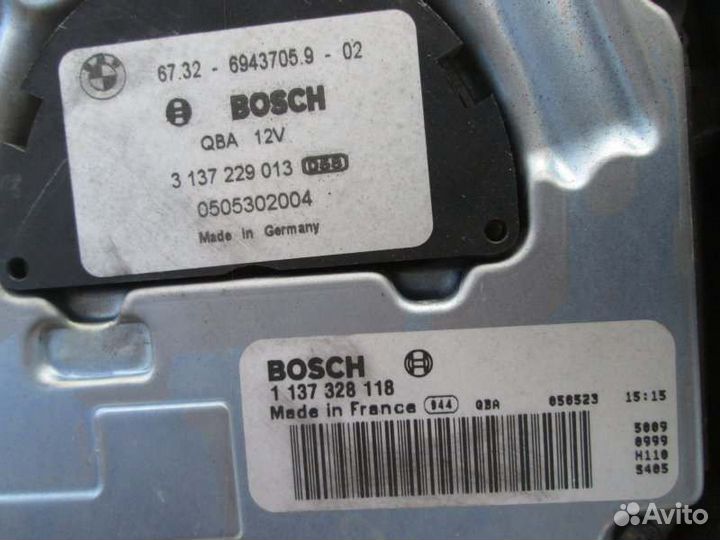 67.32 - 6943705.9 - 02
BOSCH
QBA 12V
3 137 229 013
0505302004
Made in Germany
BOSCH
1 137 328 118
Made in France 944 QBA 050523 15:15
5009
0999
H110
S405
Avito